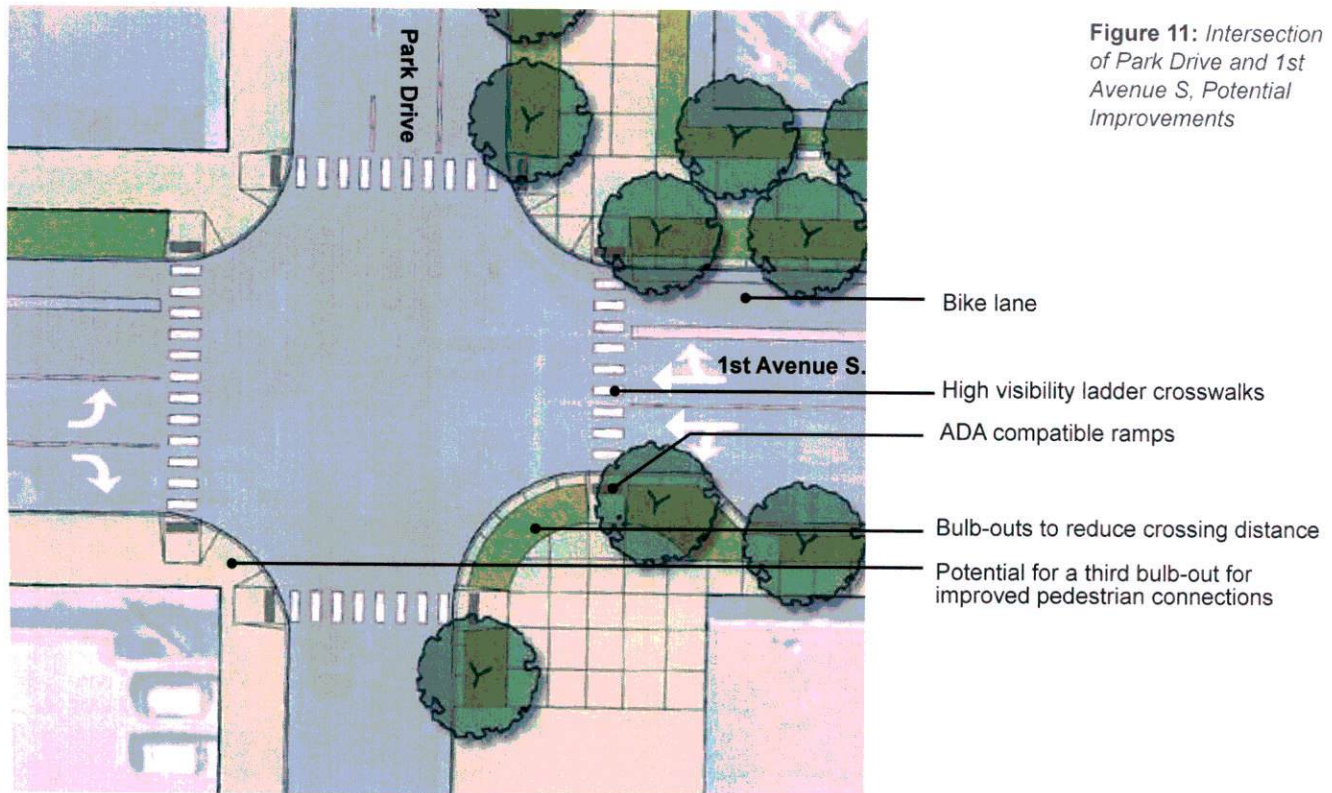 Figure 11: Intersection
of Park Drive and 1st
Avenue S, Potential
Improvements
Park Drive
Bike lane
1st Avenue S.
High visibility ladder crosswalks
ADA compatible ramps
Bulb-outs to reduce crossing distance
Potential for a third bulb-out for
improved pedestrian connections